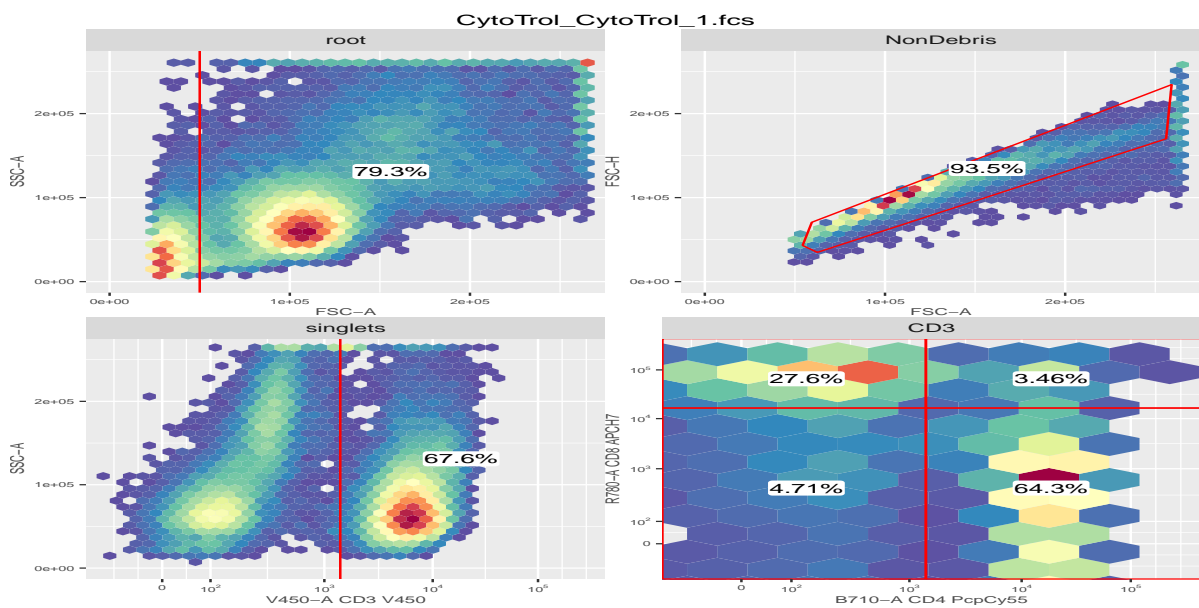 CytoTrol_CytoTrol_1.fcs
root
SSC−A
2e+05
1e+05
0e+00
79.3%
0e+00 1e+05 2e+05
FSC−A
NonDebris
FSC−H
2e+05
1e+05
0e+00
93.5%
0e+00 1e+05 2e+05
FSC−A
singlets
SSC−A
2e+05
1e+05
0e+00
67.6%
0 10² 10³ 10⁴ 10⁵
V450−A CD3 V450
CD3
R780−A CD8 APCH7
10⁵
27.6% 3.46%
10⁴
10³
4.71% 64.3%
10²
0
0 10² 10³ 10⁴ 10⁵
B710−A CD4 PcpCy55